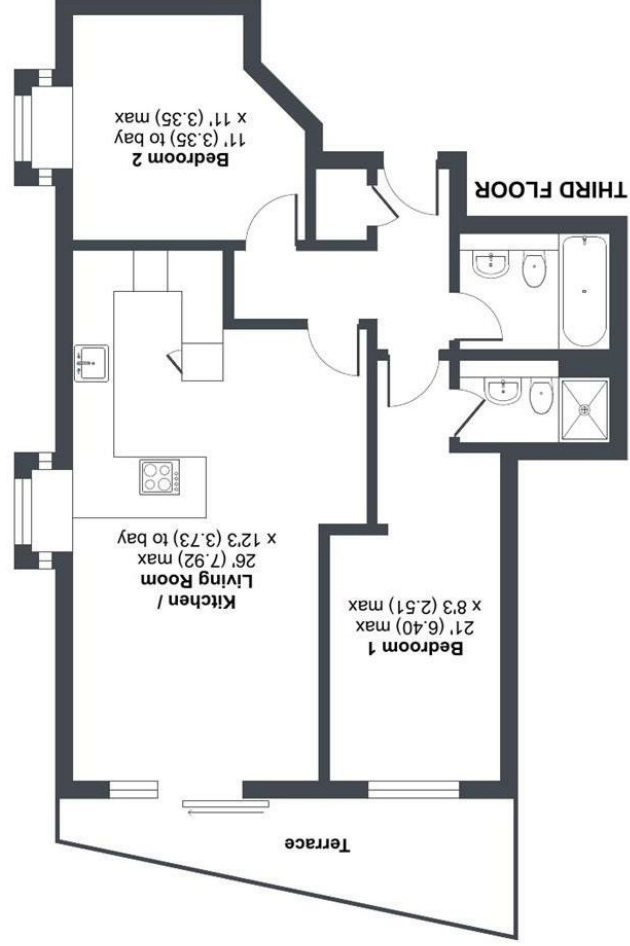 Terrace
Bedroom 1
21' (6.40) max
x 8'3 (2.51) max
Kitchen /
Living Room
26' (7.92) max
x 12'3 (3.73) to bay
THIRD FLOOR
Bedroom 2
11' (3.35) to bay
x 11' (3.35) max